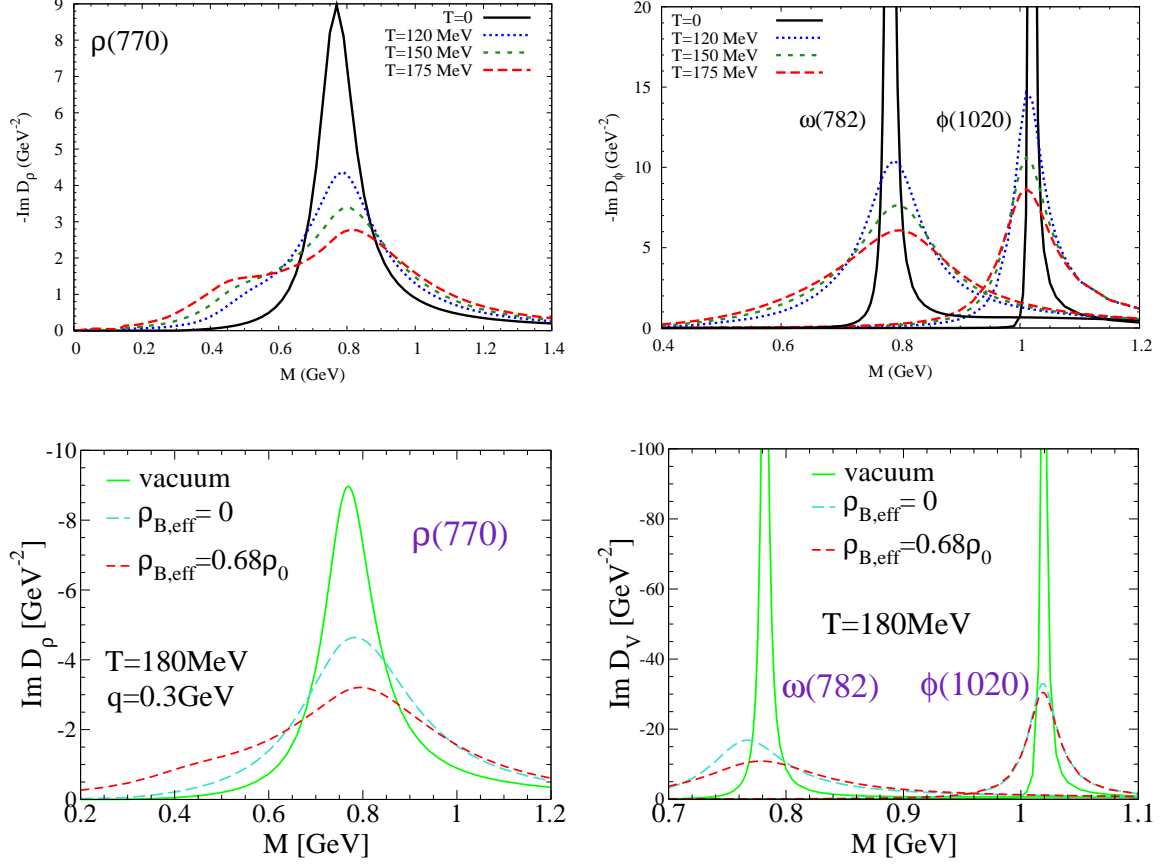 ρ(770)
T=0
T=120 MeV
T=150 MeV
T=175 MeV
-Im D_ρ (GeV^-2)
9
8
7
6
5
4
3
2
1
0
0 0.2 0.4 0.6 0.8 1 1.2 1.4
M (GeV)
T=0
T=120 MeV
T=150 MeV
T=175 MeV
ω(782) ϕ(1020)
-Im D_ϕ (GeV^-2)
-20
15
10
5
0
0.4 0.6 0.8 1 1.2
M (GeV)
vacuum
ρ_B,eff= 0
ρ_B,eff=0.68ρ_0
ρ(770)
T=180MeV
q=0.3GeV
Im D_ρ [GeV^-2]
-10
-8
-6
-4
-2
0
0.2 0.4 0.6 0.8 1 1.2
M [GeV]
vacuum
ρ_B,eff= 0
ρ_B,eff=0.68ρ_0
T=180MeV
ω(782) ϕ(1020)
Im D_V [GeV^-2]
-100
-80
-60
-40
-20
0
0.7 0.8 0.9 1 1.1
M [GeV]